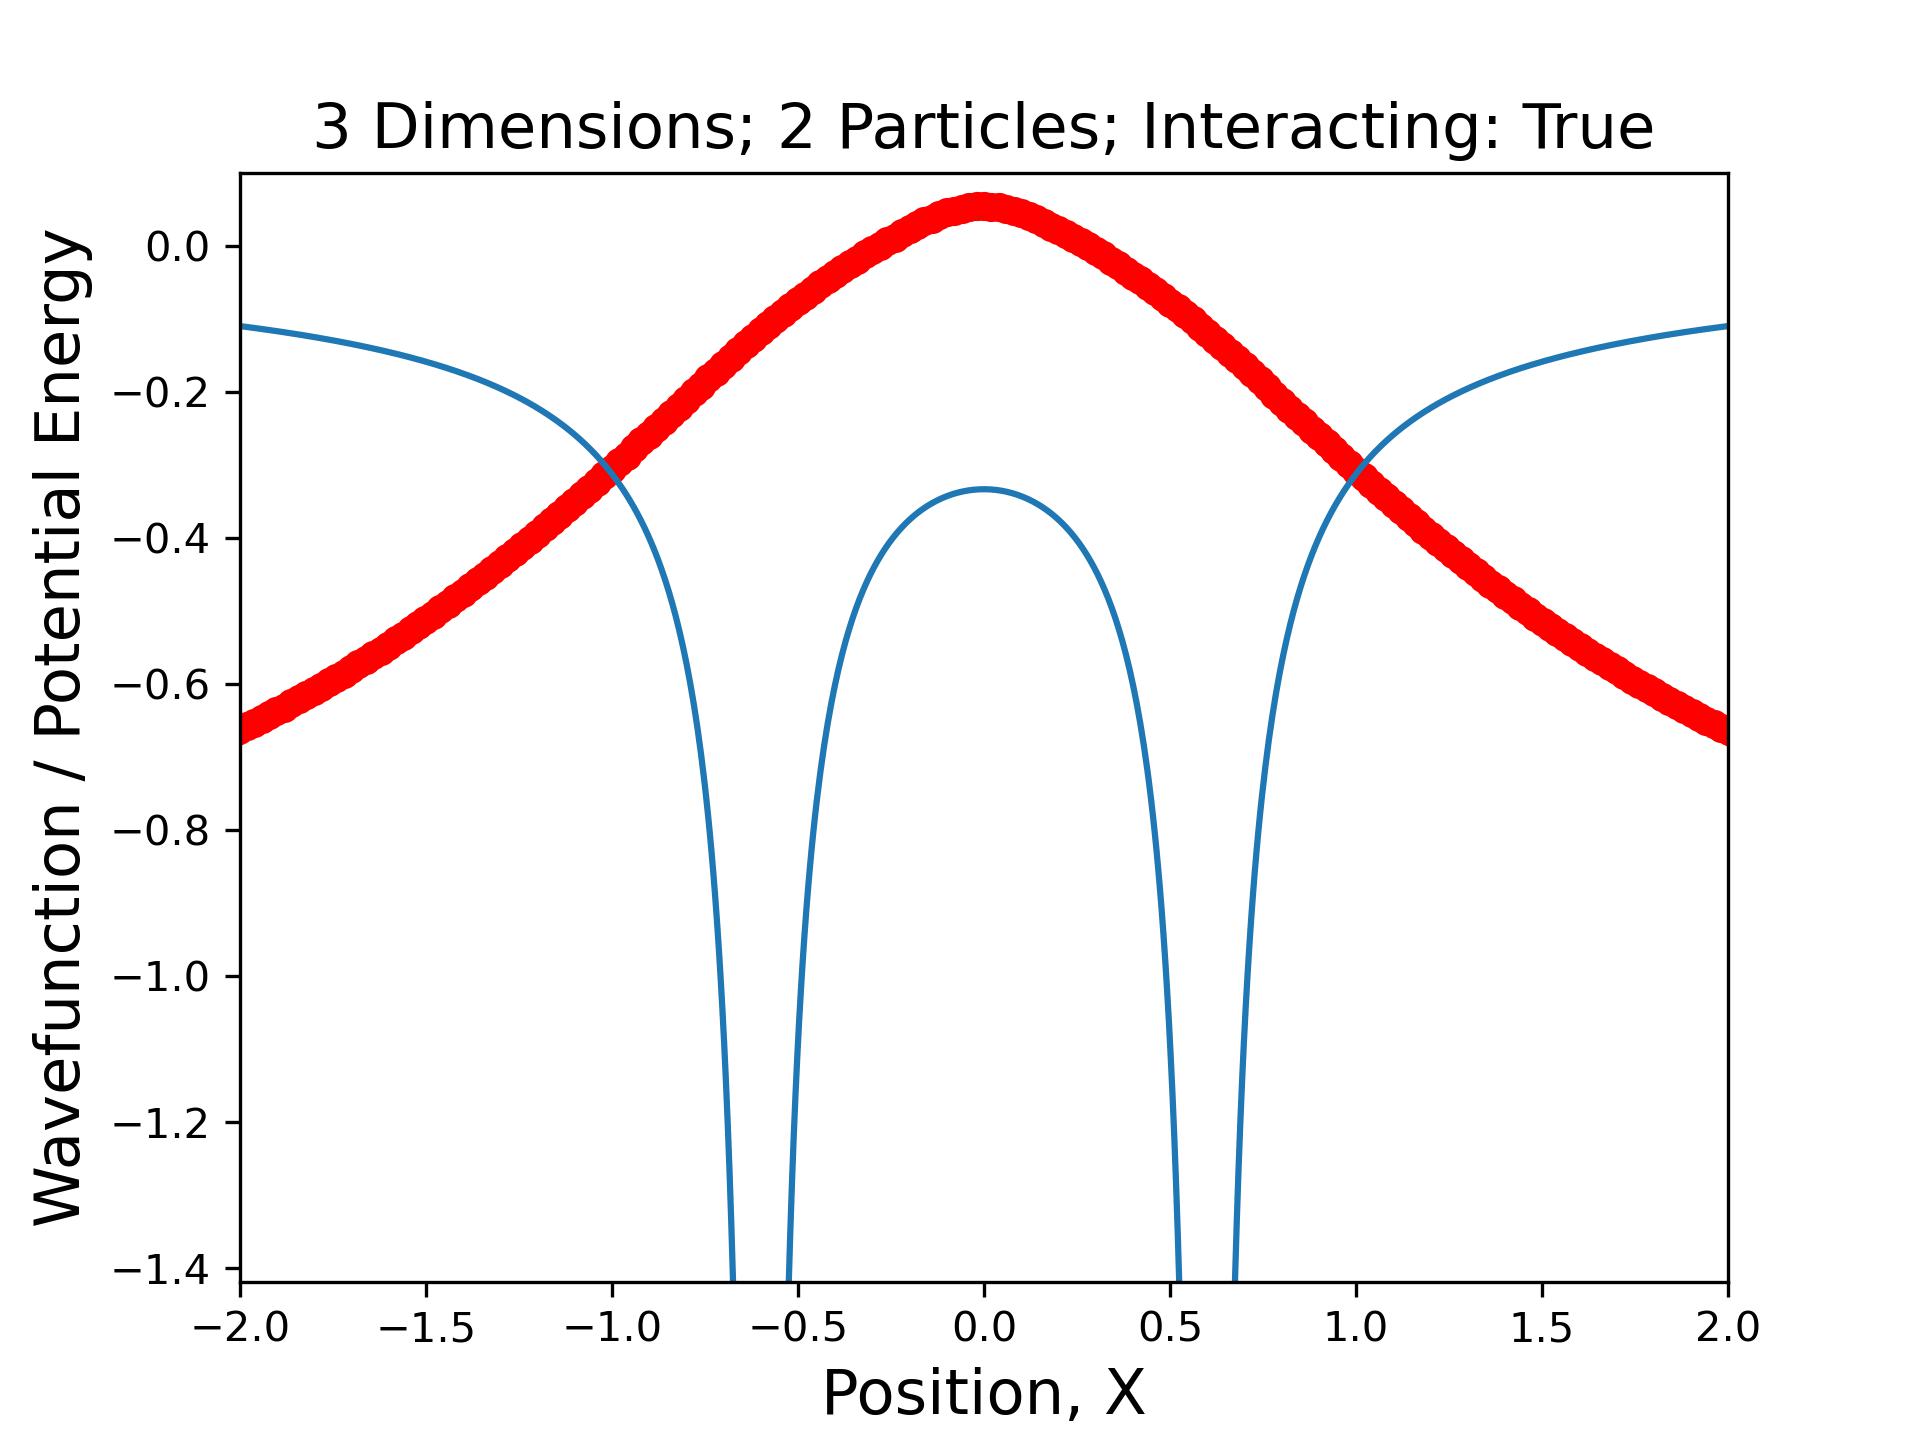 3 Dimensions; 2 Particles; Interacting: True
Wavefunction / Potential Energy
0.0
−0.2
−0.4
−0.6
−0.8
−1.0
−1.2
−1.4
−2.0 −1.5 −1.0 −0.5 0.0 0.5 1.0 1.5 2.0
Position, X